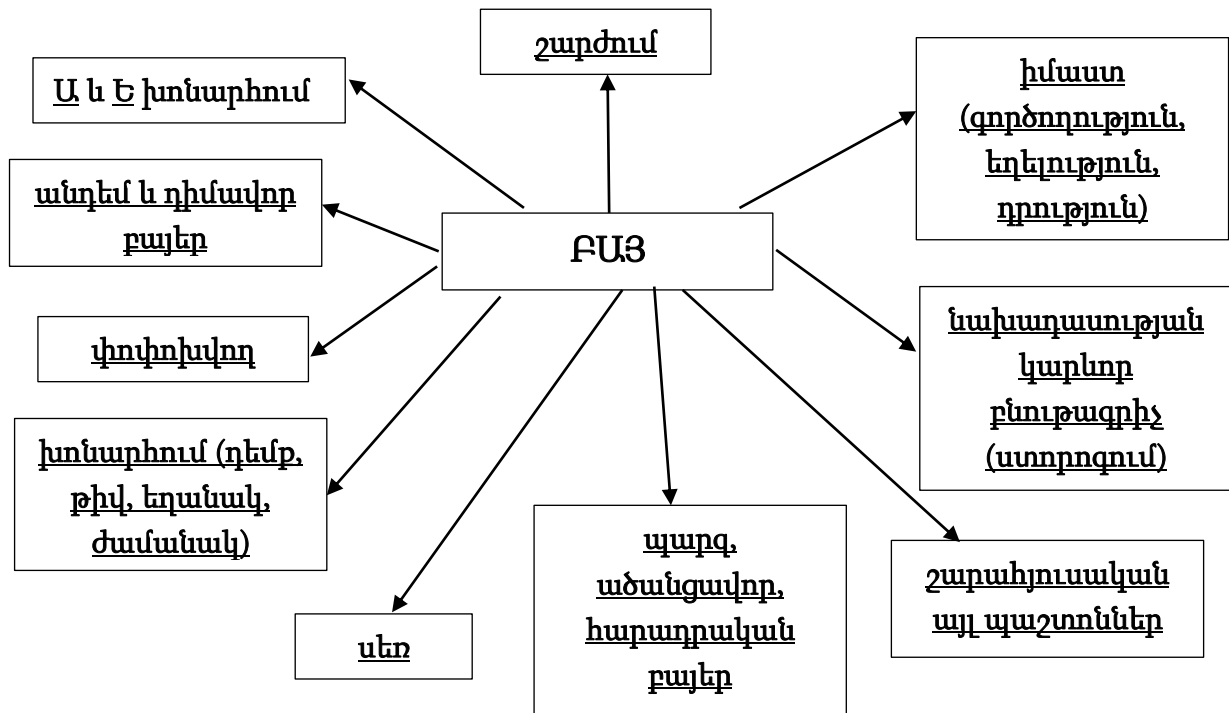 շարժում
Ա և Ե խոնարհում
իմաստ
(գործողություն,
եղելություն,
դրություն)
անդեմ և դիմավոր
բայեր
ԲԱՅ
փոփոխվող
նախադասության
կարևոր
բնութագրիչ
(ստորոգում)
խոնարհում (դեմք,
թիվ, եղանակ,
ժամանակ)
պարզ,
ածանցավոր,
հարադրական
բայեր
շարահյուսական
այլ պաշտոններ
սեռ